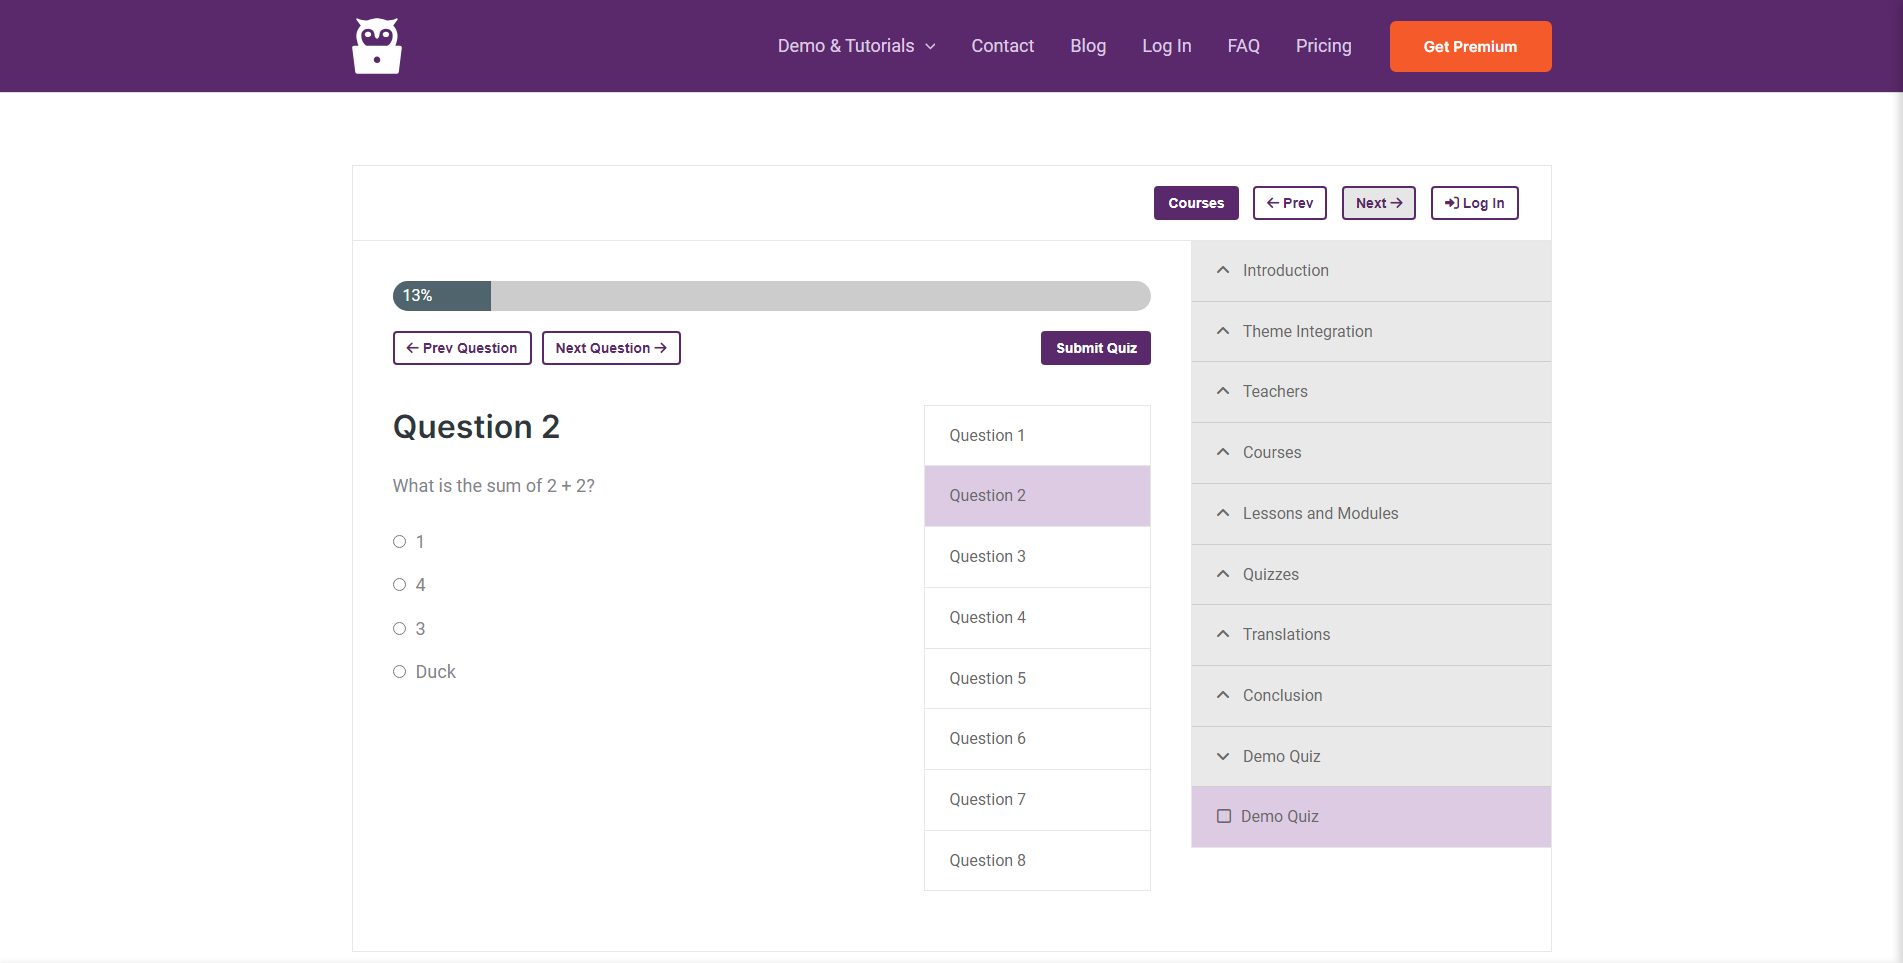 Demo & Tutorials Contact Blog Log In FAQ Pricing Get Premium
Courses Prev Next Log In
13%
Prev Question Next Question Submit Quiz
Question 2
What is the sum of 2 + 2?
1
4
3
Duck
Question 1
Question 2
Question 3
Question 4
Question 5
Question 6
Question 7
Question 8
Introduction
Theme Integration
Teachers
Courses
Lessons and Modules
Quizzes
Translations
Conclusion
Demo Quiz
Demo Quiz